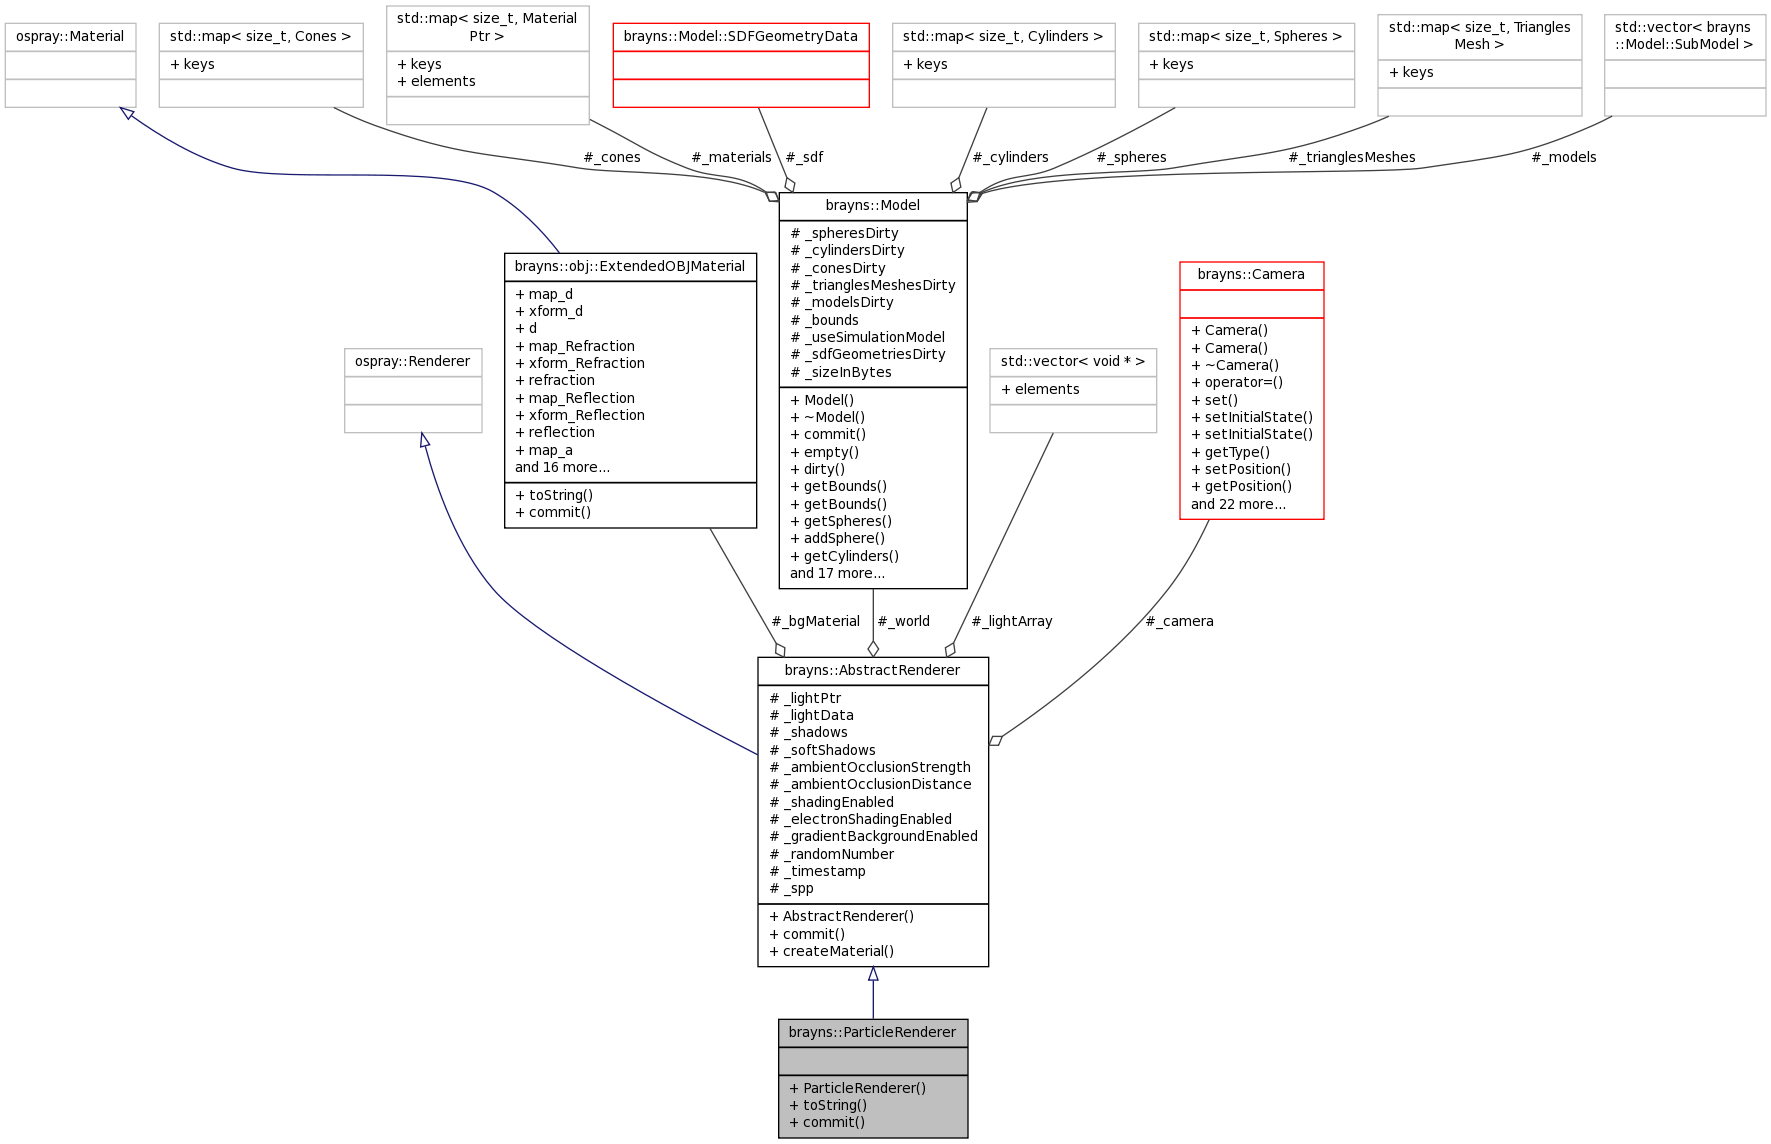 ospray::Material
std::map< size_t, Cones >
+ keys
std::map< size_t, Material
Ptr >
+ keys
+ elements
brayns::Model::SDFGeometryData
std::map< size_t, Cylinders >
+ keys
std::map< size_t, Spheres >
+ keys
std::map< size_t, Triangles
Mesh >
+ keys
std::vector< brayns
::Model::SubModel >
#_cones
#_materials
#_sdf
#_cylinders
#_spheres
#_trianglesMeshes
#_models
brayns::Model
# _spheresDirty
# _cylindersDirty
# _conesDirty
# _trianglesMeshesDirty
# _modelsDirty
# _bounds
# _useSimulationModel
# _sdfGeometriesDirty
# _sizeInBytes
+ Model()
+ ~Model()
+ commit()
+ empty()
+ dirty()
+ getBounds()
+ getBounds()
+ getSpheres()
+ addSphere()
+ getCylinders()
and 17 more...
brayns::obj::ExtendedOBJMaterial
+ map_d
+ xform_d
+ d
+ map_Refraction
+ xform_Refraction
+ refraction
+ map_Reflection
+ xform_Reflection
+ reflection
+ map_a
and 16 more...
+ toString()
+ commit()
brayns::Camera
+ Camera()
+ Camera()
+ ~Camera()
+ operator=()
+ set()
+ setInitialState()
+ setInitialState()
+ getType()
+ setPosition()
+ getPosition()
and 22 more...
ospray::Renderer
std::vector< void * >
+ elements
#_bgMaterial
#_world
#_lightArray
#_camera
brayns::AbstractRenderer
# _lightPtr
# _lightData
# _shadows
# _softShadows
# _ambientOcclusionStrength
# _ambientOcclusionDistance
# _shadingEnabled
# _electronShadingEnabled
# _gradientBackgroundEnabled
# _randomNumber
# _timestamp
# _spp
+ AbstractRenderer()
+ commit()
+ createMaterial()
brayns::ParticleRenderer
+ ParticleRenderer()
+ toString()
+ commit()